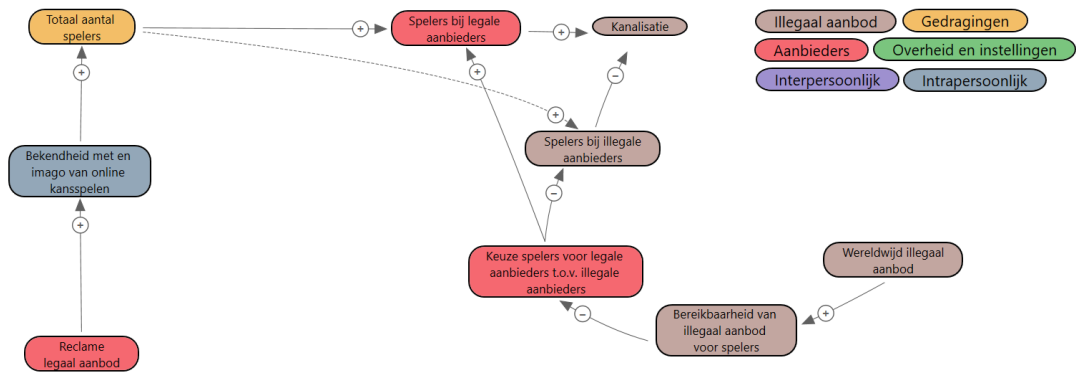 Totaal aantal
spelers
+
Spelers bij legale
aanbieders
+
Kanalisatie
Illegaal aanbod
Gedragingen
Aanbieders
Overheid en instellingen
Interpersoonlijk
Intrapersoonlijk
+
+
−
+
Spelers bij illegale
aanbieders
Bekendheid met en
imago van online
kansspelen
−
+
Keuze spelers voor legale
aanbieders t.o.v. illegale
aanbieders
Wereldwijd illegaal
aanbod
−
+
Bereikbaarheid van
illegaal aanbod
voor spelers
Reclame
legaal aanbod